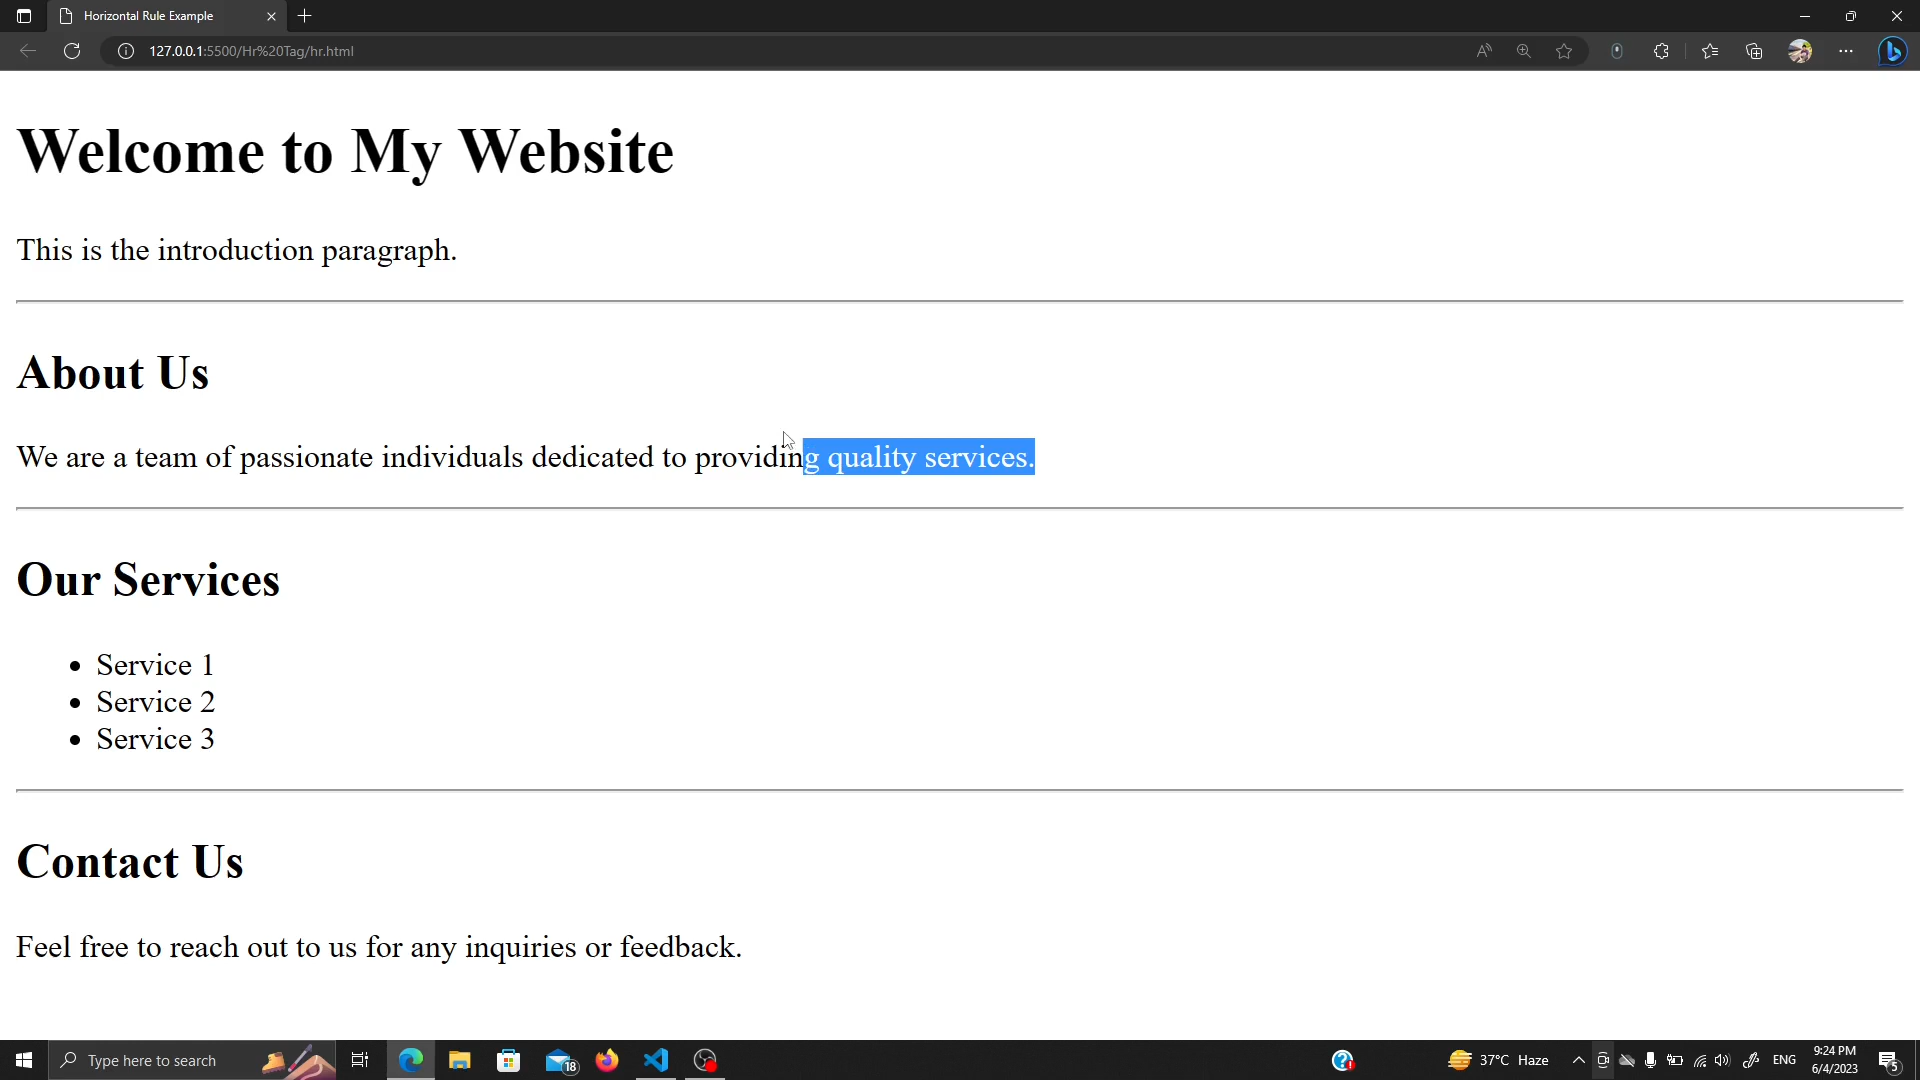 Horizontal Rule Example
127.0.0.1:5500/Hr%20Tag/hr.html
Welcome to My Website
This is the introduction paragraph.
About Us
We are a team of passionate individuals dedicated to providing quality services.
Our Services
• Service 1
• Service 2
• Service 3
Contact Us
Feel free to reach out to us for any inquiries or feedback.
Type here to search
18
37°C Haze
ENG
9:24 PM
6/4/2023
5